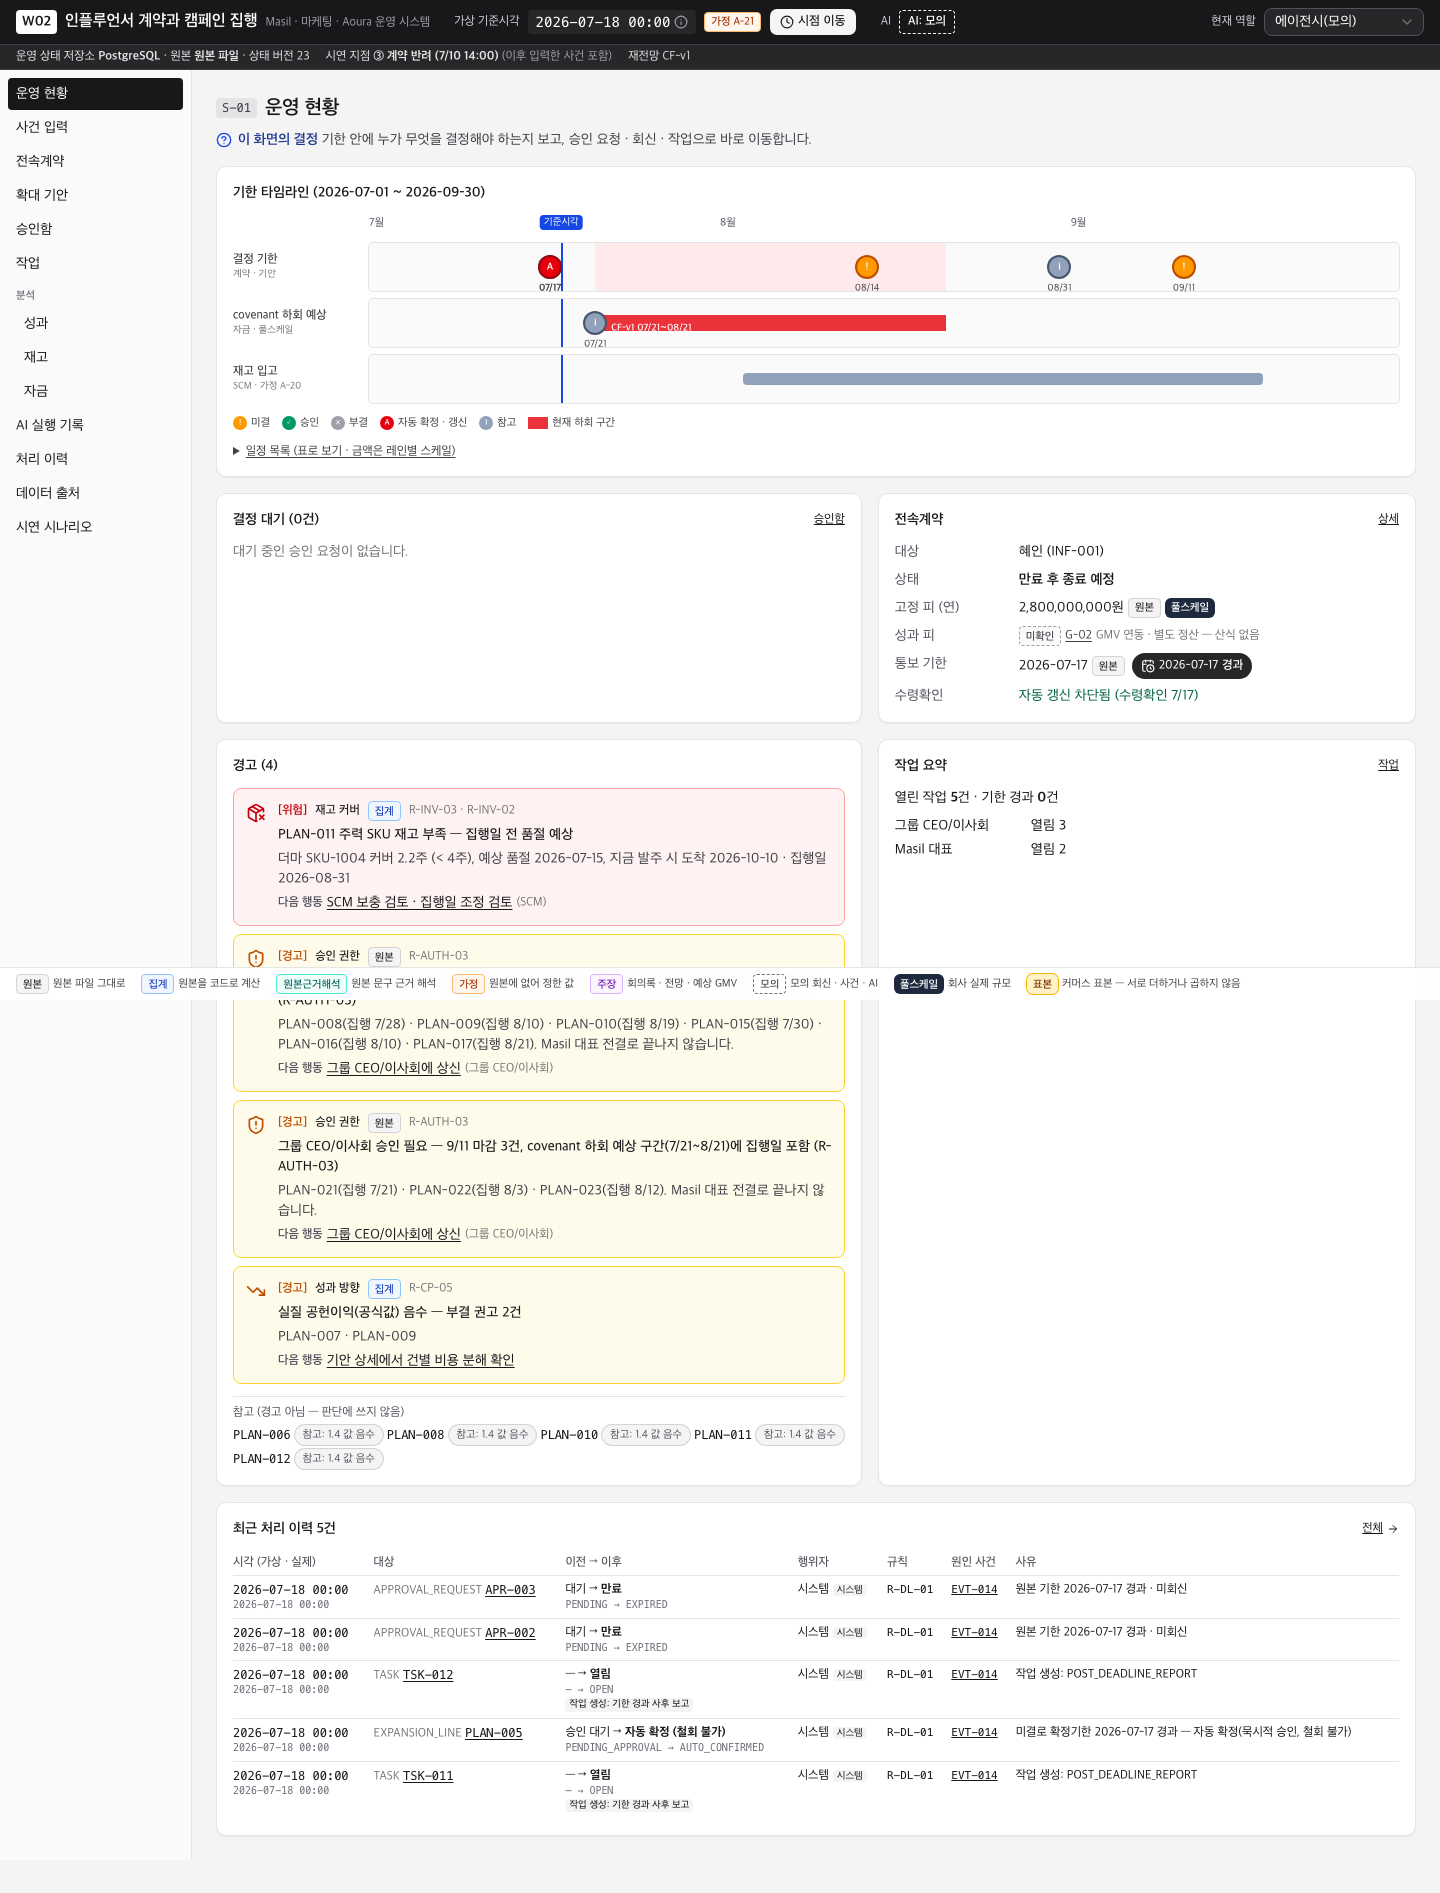 W02 인플루언서 계약과 캠페인 집행 Masil · 마케팅 · Aoura 운영 시스템 가상 기준시각 2026-07-18 00:00 가정 A-21 시점 이동 AI AI: 모의 현재 역할 에이전시(모의)
운영 상태 저장소 PostgreSQL · 원본 원본 파일 · 상태 버전 23 시연 지점 ③ 계약 반려 (7/10 14:00) (이후 입력한 사건 포함) 재전망 CF-v1
운영 현황
사건 입력
전속계약
확대 기안
승인함
작업
분석
성과
재고
자금
AI 실행 기록
처리 이력
데이터 출처
시연 시나리오
S-01 운영 현황
이 화면의 결정 기한 안에 누가 무엇을 결정해야 하는지 보고, 승인 요청 · 회신 · 작업으로 바로 이동합니다.
기한 타임라인 (2026-07-01 ~ 2026-09-30)
7월 기준시각 8월 9월
결정 기한
계약 · 기안
A ! i !
07/17 08/14 08/31 09/11
covenant 하회 예상
자금 · 풀스케일
i CF-v1 07/21~08/21
07/21
재고 입고
SCM · 가정 A-20
! 미결 ✓ 승인 × 부결 A 자동 확정 · 갱신 i 참고 현재 하회 구간
▶ 일정 목록 (표로 보기 · 금액은 레인별 스케일)
결정 대기 (0건) 승인함
대기 중인 승인 요청이 없습니다.
전속계약 상세
대상 혜인 (INF-001)
상태 만료 후 종료 예정
고정 피 (연) 2,800,000,000원 원본 풀스케일
성과 피 미확인 G-02 GMV 연동 · 별도 정산 — 산식 없음
통보 기한 2026-07-17 원본 2026-07-17 경과
수령확인 자동 갱신 차단됨 (수령확인 7/17)
경고 (4)
[위험] 재고 커버 집계 R-INV-03 · R-INV-02
PLAN-011 주력 SKU 재고 부족 — 집행일 전 품절 예상
더마 SKU-1004 커버 2.2주 (< 4주), 예상 품절 2026-07-15, 지금 발주 시 도착 2026-10-10 · 집행일
2026-08-31
다음 행동 SCM 보충 검토 · 집행일 조정 검토 (SCM)
[경고] 승인 권한 원본 R-AUTH-03
(R-AUTH-03)
PLAN-008(집행 7/28) · PLAN-009(집행 8/10) · PLAN-010(집행 8/19) · PLAN-015(집행 7/30) ·
PLAN-016(집행 8/10) · PLAN-017(집행 8/21). Masil 대표 전결로 끝나지 않습니다.
다음 행동 그룹 CEO/이사회에 상신 (그룹 CEO/이사회)
[경고] 승인 권한 원본 R-AUTH-03
그룹 CEO/이사회 승인 필요 — 9/11 마감 3건, covenant 하회 예상 구간(7/21~8/21)에 집행일 포함 (R-
AUTH-03)
PLAN-021(집행 7/21) · PLAN-022(집행 8/3) · PLAN-023(집행 8/12). Masil 대표 전결로 끝나지 않
습니다.
다음 행동 그룹 CEO/이사회에 상신 (그룹 CEO/이사회)
[경고] 성과 방향 집계 R-CP-05
실질 공헌이익(공식값) 음수 — 부결 권고 2건
PLAN-007 · PLAN-009
다음 행동 기안 상세에서 건별 비용 분해 확인
참고 (경고 아님 — 판단에 쓰지 않음)
PLAN-006 참고: 1.4 값 음수 PLAN-008 참고: 1.4 값 음수 PLAN-010 참고: 1.4 값 음수 PLAN-011 참고: 1.4 값 음수
PLAN-012 참고: 1.4 값 음수
작업 요약 작업
열린 작업 5건 · 기한 경과 0건
그룹 CEO/이사회 열림 3
Masil 대표 열림 2
원본 원본 파일 그대로 집계 원본을 코드로 계산 원본근거해석 원본 문구 근거 해석 가정 원본에 없어 정한 값 주장 회의록 · 전망 · 예상 GMV 모의 모의 회신 · 사건 · AI 풀스케일 회사 실제 규모 표본 커머스 표본 — 서로 더하거나 곱하지 않음
최근 처리 이력 5건 전체 →
시각 (가상 · 실제) 대상 이전 → 이후 행위자 규칙 원인 사건 사유
2026-07-18 00:00 APPROVAL_REQUEST APR-003 대기 → 만료 시스템 시스템 R-DL-01 EVT-014 원본 기한 2026-07-17 경과 · 미회신
2026-07-18 00:00 PENDING → EXPIRED
2026-07-18 00:00 APPROVAL_REQUEST APR-002 대기 → 만료 시스템 시스템 R-DL-01 EVT-014 원본 기한 2026-07-17 경과 · 미회신
2026-07-18 00:00 PENDING → EXPIRED
2026-07-18 00:00 TASK TSK-012 — → 열림 시스템 시스템 R-DL-01 EVT-014 작업 생성: POST_DEADLINE_REPORT
2026-07-18 00:00 — → OPEN
작업 생성: 기한 경과 사후 보고
2026-07-18 00:00 EXPANSION_LINE PLAN-005 승인 대기 → 자동 확정 (철회 불가) 시스템 시스템 R-DL-01 EVT-014 미결로 확정기한 2026-07-17 경과 — 자동 확정(묵시적 승인, 철회 불가)
2026-07-18 00:00 PENDING_APPROVAL → AUTO_CONFIRMED
2026-07-18 00:00 TASK TSK-011 — → 열림 시스템 시스템 R-DL-01 EVT-014 작업 생성: POST_DEADLINE_REPORT
2026-07-18 00:00 — → OPEN
작업 생성: 기한 경과 사후 보고